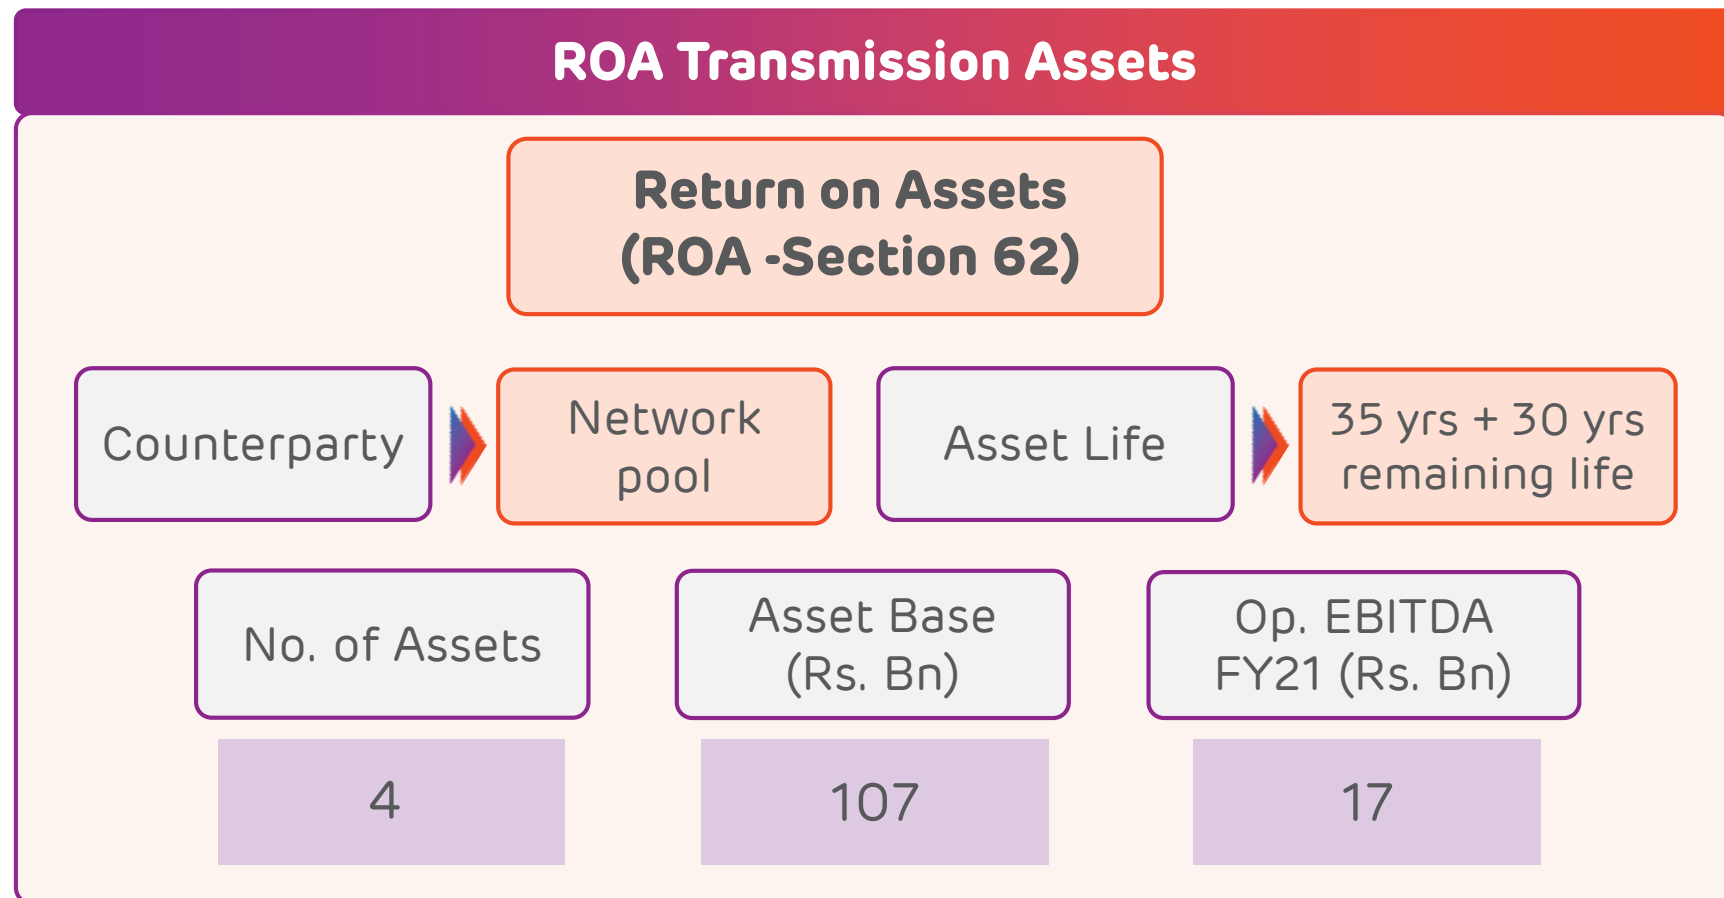 ROA Transmission Assets
Return on Assets
(ROA -Section 62)
Counterparty
Network
pool
Asset Life
35 yrs + 30 yrs
remaining life
No. of Assets
Asset Base
(Rs. Bn)
Op. EBITDA
FY21 (Rs. Bn)
4
107
17